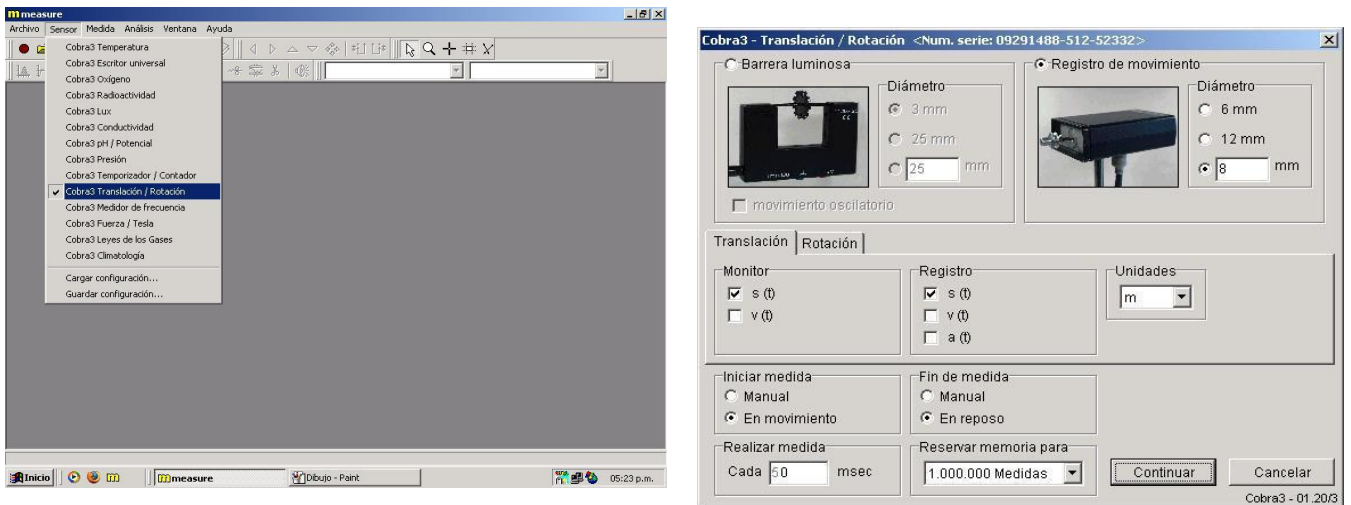 measure
Archivo Sensor Medida Análisis Ventana Ayuda
Cobra3 Temperatura
Cobra3 Escritor universal
Cobra3 Oxígeno
Cobra3 Radioactividad
Cobra3 Lux
Cobra3 Conductividad
Cobra3 pH / Potencial
Cobra3 Presión
Cobra3 Temporizador / Contador
Cobra3 Translación / Rotación
Cobra3 Medidor de frecuencia
Cobra3 Fuerza / Tesla
Cobra3 Leyes de los Gases
Cobra3 Climatología
Cargar configuración...
Guardar configuración...
Inicio measure Dibujo - Paint 05:23 p.m.
Cobra3 - Translación / Rotación <Num. serie: 09291488-512-52332>
Barrera luminosa
Diámetro
3 mm
25 mm
25 mm
movimiento oscilatorio
Registro de movimiento
Diámetro
6 mm
12 mm
8 mm
Translación Rotación
Monitor
s (t)
v (t)
Registro
s (t)
v (t)
a (t)
Unidades
m
Iniciar medida
Manual
En movimiento
Fin de medida
Manual
En reposo
Realizar medida
Cada 50 msec
Reservar memoria para
1.000.000 Medidas
Continuar Cancelar
Cobra3 - 01.20/3